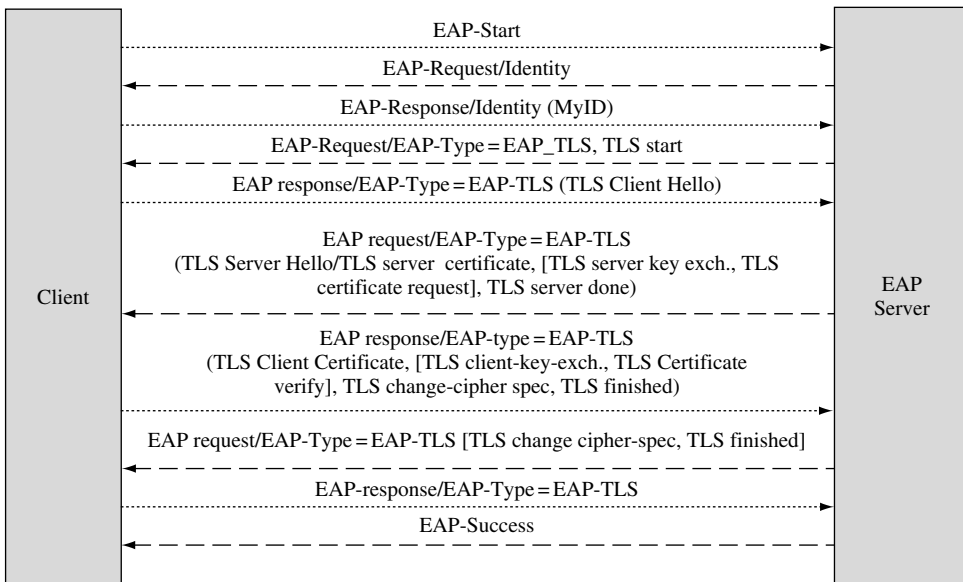 EAP-Start
EAP-Request/Identity
EAP-Response/Identity (MyID)
EAP-Request/EAP-Type = EAP_TLS, TLS start
EAP response/EAP-Type = EAP-TLS (TLS Client Hello)
EAP request/EAP-Type = EAP-TLS
(TLS Server Hello/TLS server certificate, [TLS server key exch., TLS
certificate request], TLS server done)
Client
EAP
Server
EAP response/EAP-type = EAP-TLS
(TLS Client Certificate, [TLS client-key-exch., TLS Certificate
verify], TLS change-cipher spec, TLS finished)
EAP request/EAP-Type = EAP-TLS [TLS change cipher-spec, TLS finished]
EAP-response/EAP-Type = EAP-TLS
EAP-Success